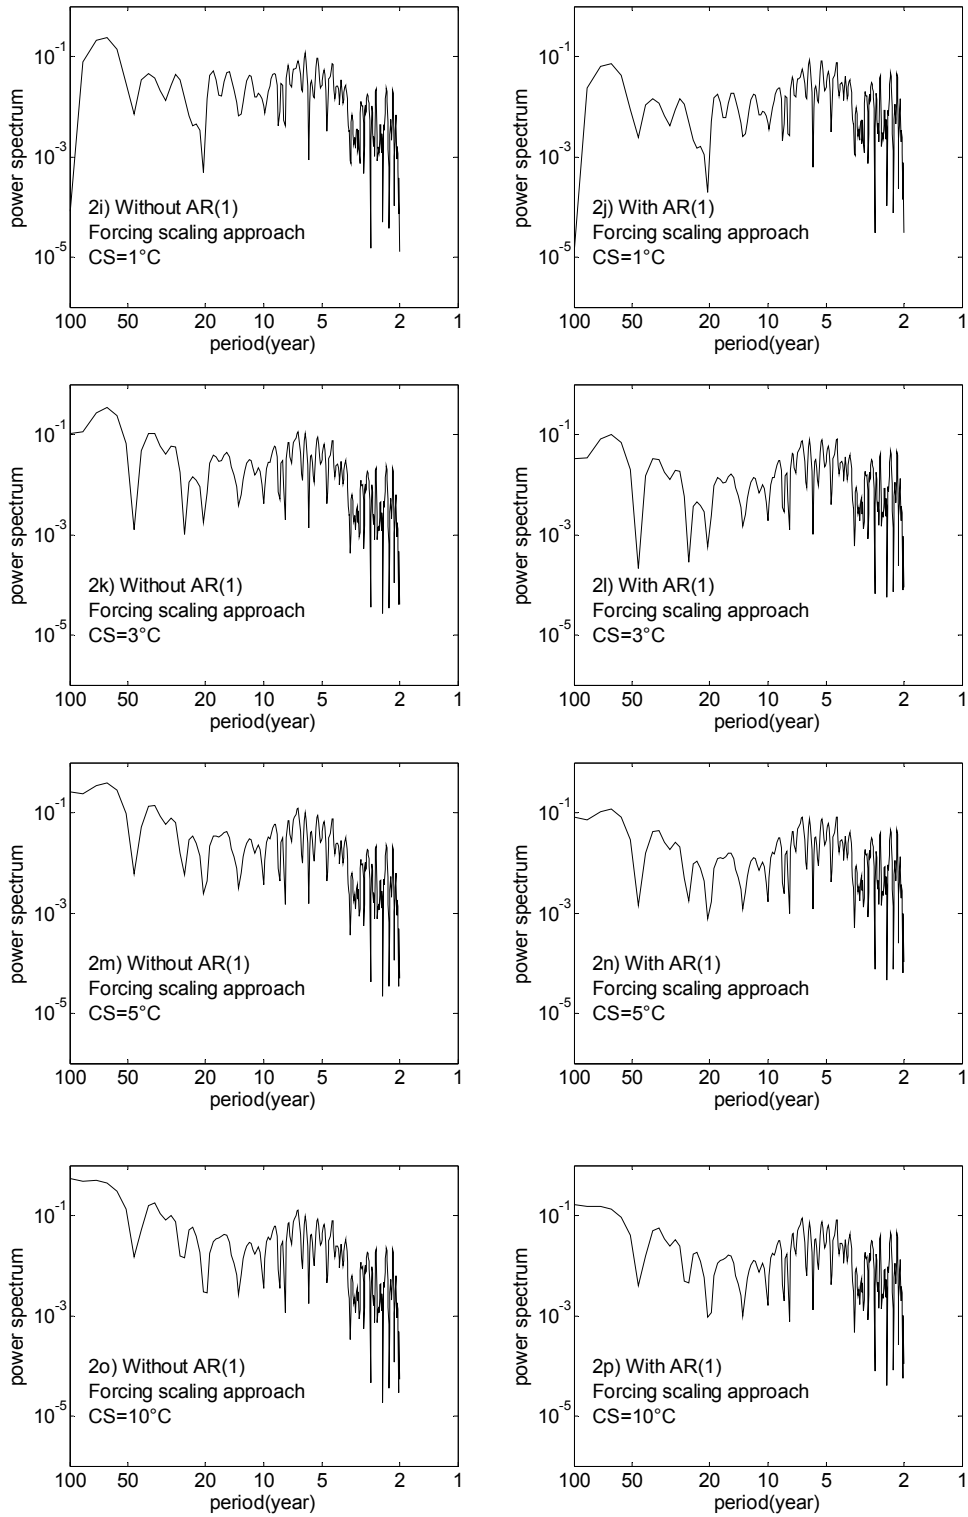 power spectrum
10^-1
10^-3
10^-5
2i) Without AR(1)
Forcing scaling approach
CS=1°C
100 50 20 10 5 2 1
period(year)
power spectrum
10^-1
10^-3
10^-5
2j) With AR(1)
Forcing scaling approach
CS=1°C
100 50 20 10 5 2 1
period(year)
power spectrum
10^-1
10^-3
10^-5
2k) Without AR(1)
Forcing scaling approach
CS=3°C
100 50 20 10 5 2 1
period(year)
power spectrum
10^-1
10^-3
10^-5
2l) With AR(1)
Forcing scaling approach
CS=3°C
100 50 20 10 5 2 1
period(year)
power spectrum
10^-1
10^-3
10^-5
2m) Without AR(1)
Forcing scaling approach
CS=5°C
100 50 20 10 5 2 1
period(year)
power spectrum
10^-1
10^-3
10^-5
2n) With AR(1)
Forcing scaling approach
CS=5°C
100 50 20 10 5 2 1
period(year)
power spectrum
10^-1
10^-3
10^-5
2o) Without AR(1)
Forcing scaling approach
CS=10°C
100 50 20 10 5 2 1
period(year)
power spectrum
10^-1
10^-3
10^-5
2p) With AR(1)
Forcing scaling approach
CS=10°C
100 50 20 10 5 2 1
period(year)